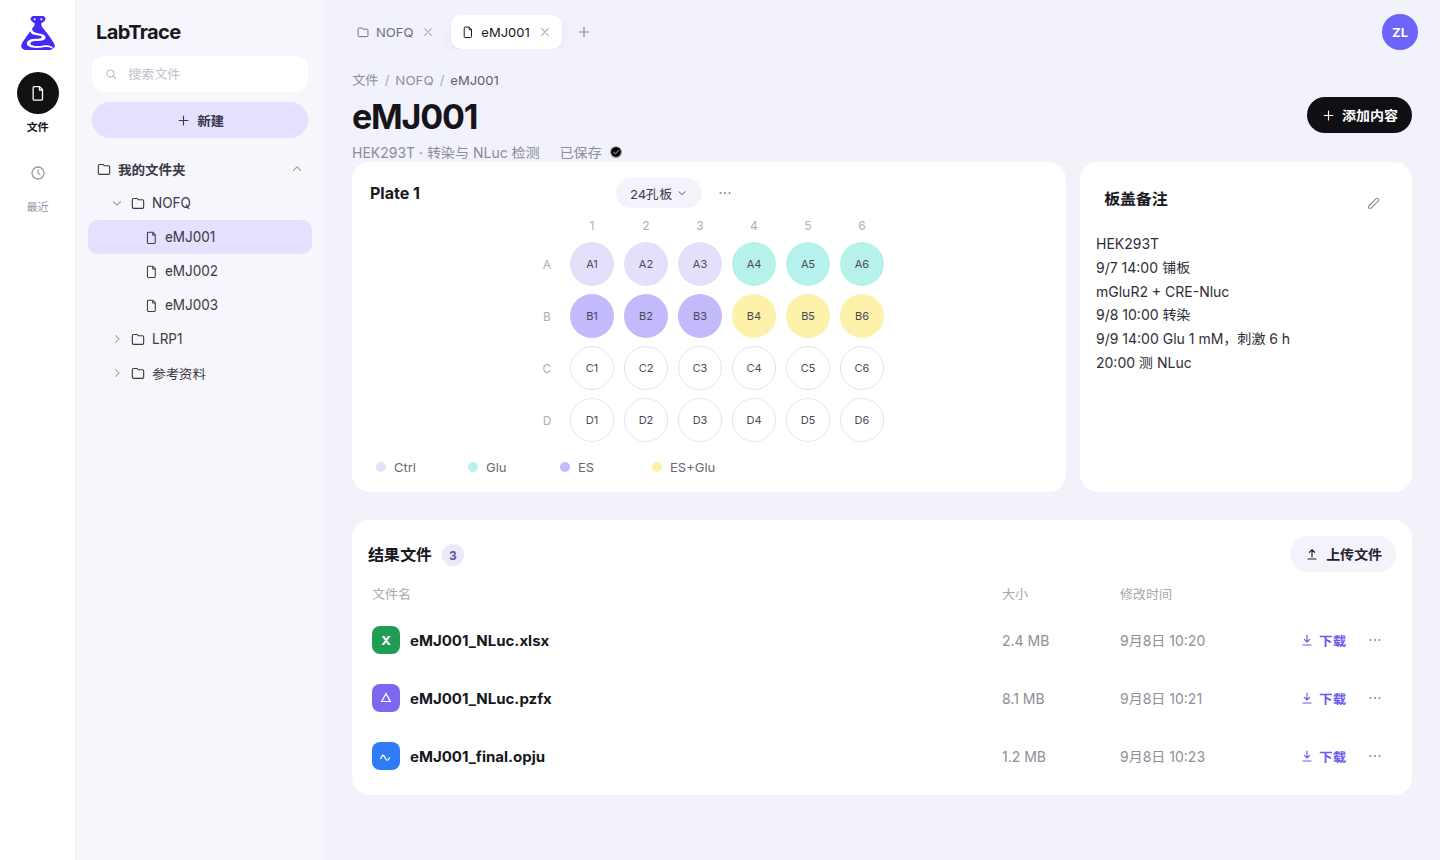 LabTrace
搜索文件
新建
文件
最近
我的文件夹
NOFQ
eMJ001
eMJ002
eMJ003
LRP1
参考资料
NOFQ
eMJ001
ZL
文件 / NOFQ / eMJ001
eMJ001
添加内容
HEK293T · 转染与 NLuc 检测 已保存
Plate 1
24孔板
1 2 3 4 5 6
A A1 A2 A3 A4 A5 A6
B B1 B2 B3 B4 B5 B6
C C1 C2 C3 C4 C5 C6
D D1 D2 D3 D4 D5 D6
Ctrl Glu ES ES+Glu
板盖备注
HEK293T
9/7 14:00 铺板
mGluR2 + CRE-Nluc
9/8 10:00 转染
9/9 14:00 Glu 1 mM，刺激 6 h
20:00 测 NLuc
结果文件 3
上传文件
文件名 大小 修改时间
X eMJ001_NLuc.xlsx 2.4 MB 9月8日 10:20 下载
eMJ001_NLuc.pzfx 8.1 MB 9月8日 10:21 下载
eMJ001_final.opju 1.2 MB 9月8日 10:23 下载